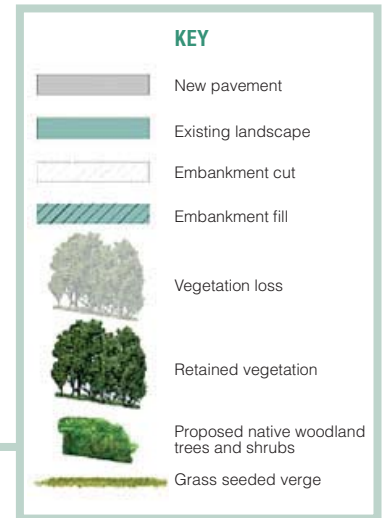 KEY
New pavement
Existing landscape
Embankment cut
Embankment fill
Vegetation loss
Retained vegetation
Proposed native woodland
trees and shrubs
Grass seeded verge